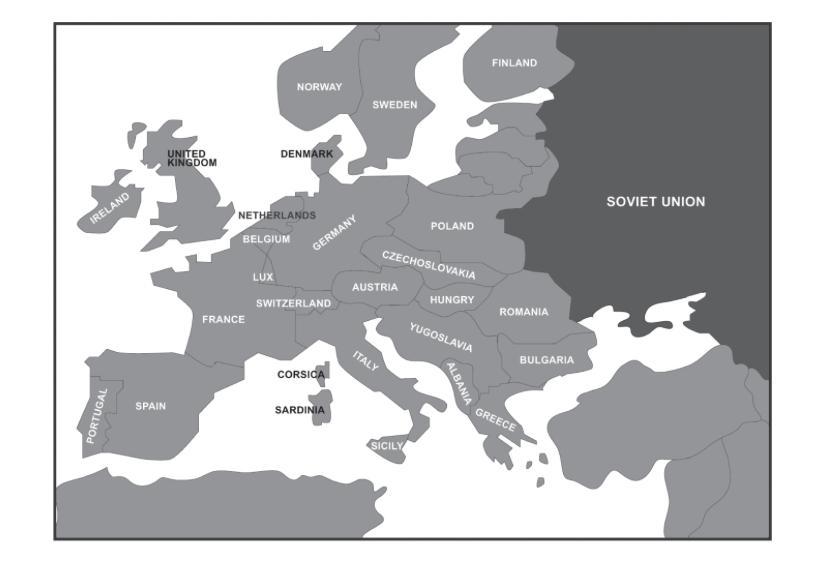 FINLAND
NORWAY
SWEDEN
UNITED
KINGDOM
DENMARK
IRELAND
NETHERLANDS
SOVIET UNION
GERMANY
POLAND
BELGIUM
CZECHOSLOVAKIA
LUX
AUSTRIA
SWITZERLAND
HUNGRY
ROMANIA
FRANCE
YUGOSLAVIA
ITALY
BULGARIA
CORSICA
ALBANIA
SPAIN
SARDINIA
PORTUGAL
GREECE
SICILY